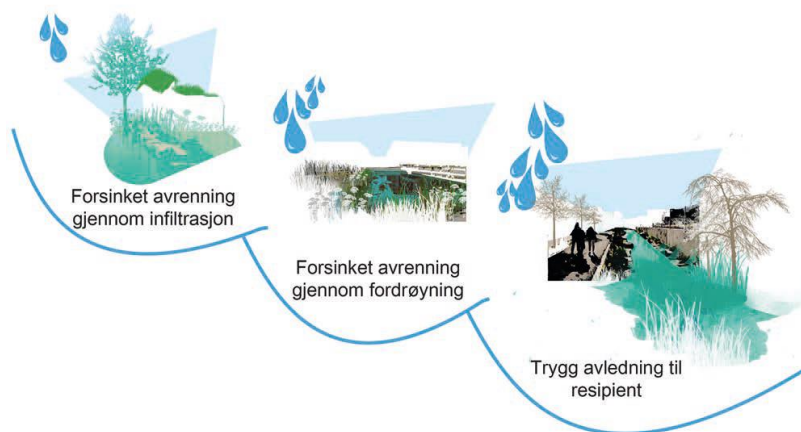 Forsinket avrenning
gjennom infiltrasjon
Forsinket avrenning
gjennom fordrøyning
Trygg avledning til
resipient